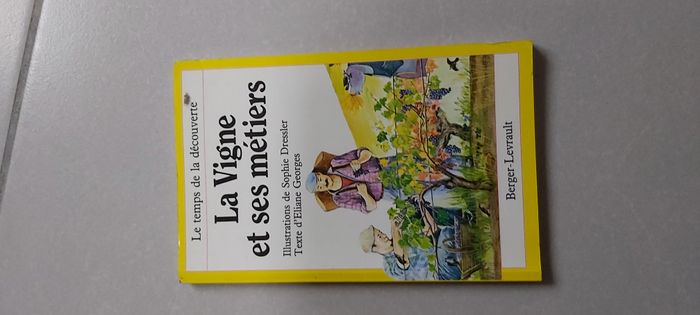 Le temps de la découverte
La Vigne
et ses métiers
Illustrations de Sophie Dressler
Texte d'Eliane Georges
Berger-Levrault